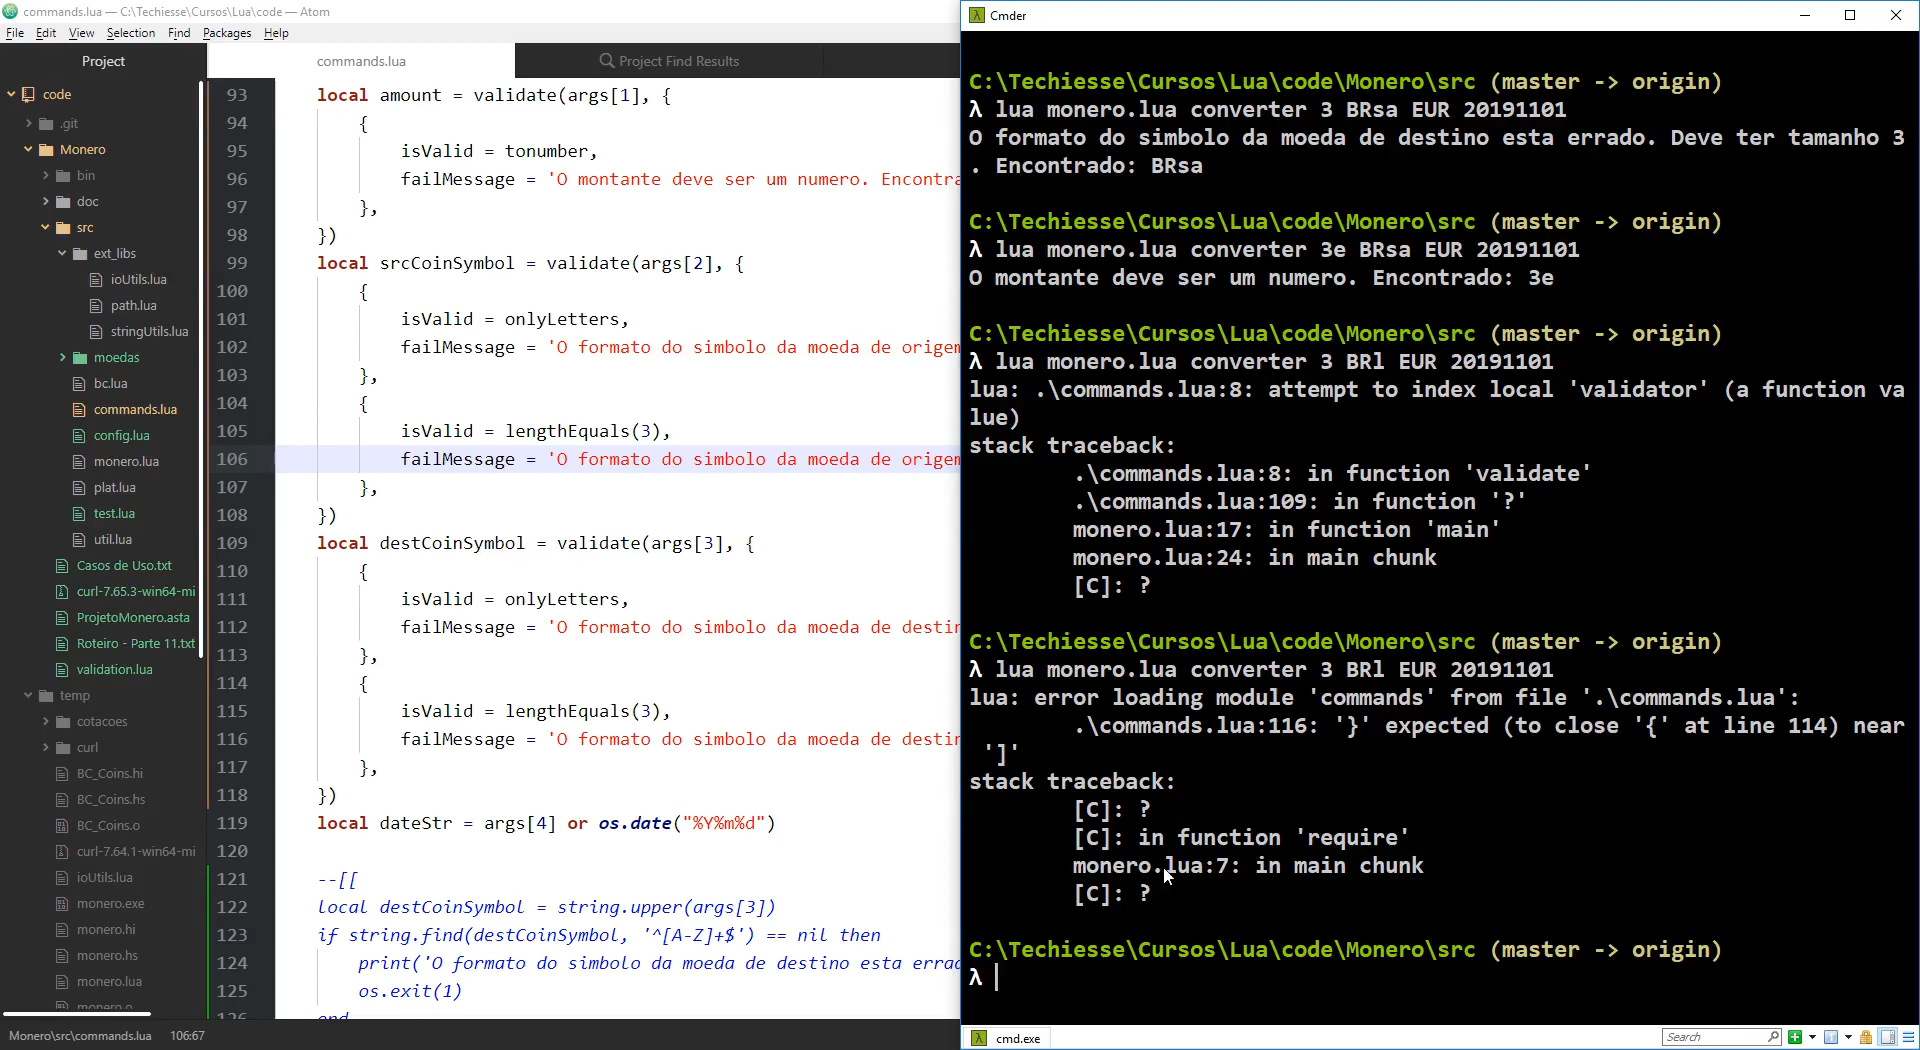 commands.lua — C:\Techiesse\Cursos\Lua\code — Atom
File Edit View Selection Find Packages Help
Project
code
.git
Monero
bin
doc
src
ext_libs
ioUtils.lua
path.lua
stringUtils.lua
moedas
bc.lua
commands.lua
config.lua
monero.lua
plat.lua
test.lua
util.lua
Casos de Uso.txt
curl-7.65.3-win64-mi
ProjetoMonero.asta
Roteiro - Parte 11.txt
validation.lua
temp
cotacoes
curl
BC_Coins.hi
BC_Coins.hs
BC_Coins.o
curl-7.64.1-win64-mi
ioUtils.lua
monero.exe
monero.hi
monero.hs
monero.lua
monero.o
commands.lua
Project Find Results
93 local amount = validate(args[1], {
94 {
95 isValid = tonumber,
96 failMessage = 'O montante deve ser um numero. Encontra
97 },
98 })
99 local srcCoinSymbol = validate(args[2], {
100 {
101 isValid = onlyLetters,
102 failMessage = 'O formato do simbolo da moeda de origem
103 },
104 {
105 isValid = lengthEquals(3),
106 failMessage = 'O formato do simbolo da moeda de origem
107 },
108 })
109 local destCoinSymbol = validate(args[3], {
110 {
111 isValid = onlyLetters,
112 failMessage = 'O formato do simbolo da moeda de destin
113 },
114 {
115 isValid = lengthEquals(3),
116 failMessage = 'O formato do simbolo da moeda de destin
117 },
118 })
119 local dateStr = args[4] or os.date("%Y%m%d")
120
121 --[[
122 local destCoinSymbol = string.upper(args[3])
123 if string.find(destCoinSymbol, '^[A-Z]+$') == nil then
124 print('O formato do simbolo da moeda de destino esta errad
125 os.exit(1)
126 end
Monero\src\commands.lua 106:67
Cmder
C:\Techiesse\Cursos\Lua\code\Monero\src (master -> origin)
λ lua monero.lua converter 3 BRsa EUR 20191101
O formato do simbolo da moeda de destino esta errado. Deve ter tamanho 3
. Encontrado: BRsa
C:\Techiesse\Cursos\Lua\code\Monero\src (master -> origin)
λ lua monero.lua converter 3e BRsa EUR 20191101
O montante deve ser um numero. Encontrado: 3e
C:\Techiesse\Cursos\Lua\code\Monero\src (master -> origin)
λ lua monero.lua converter 3 BRl EUR 20191101
lua: .\commands.lua:8: attempt to index local 'validator' (a function va
lue)
stack traceback:
.\commands.lua:8: in function 'validate'
.\commands.lua:109: in function '?'
monero.lua:17: in function 'main'
monero.lua:24: in main chunk
[C]: ?
C:\Techiesse\Cursos\Lua\code\Monero\src (master -> origin)
λ lua monero.lua converter 3 BRl EUR 20191101
lua: error loading module 'commands' from file '.\commands.lua':
.\commands.lua:116: '}' expected (to close '{' at line 114) near
']'
stack traceback:
[C]: ?
[C]: in function 'require'
monero.lua:7: in main chunk
[C]: ?
C:\Techiesse\Cursos\Lua\code\Monero\src (master -> origin)
λ
cmd.exe
Search